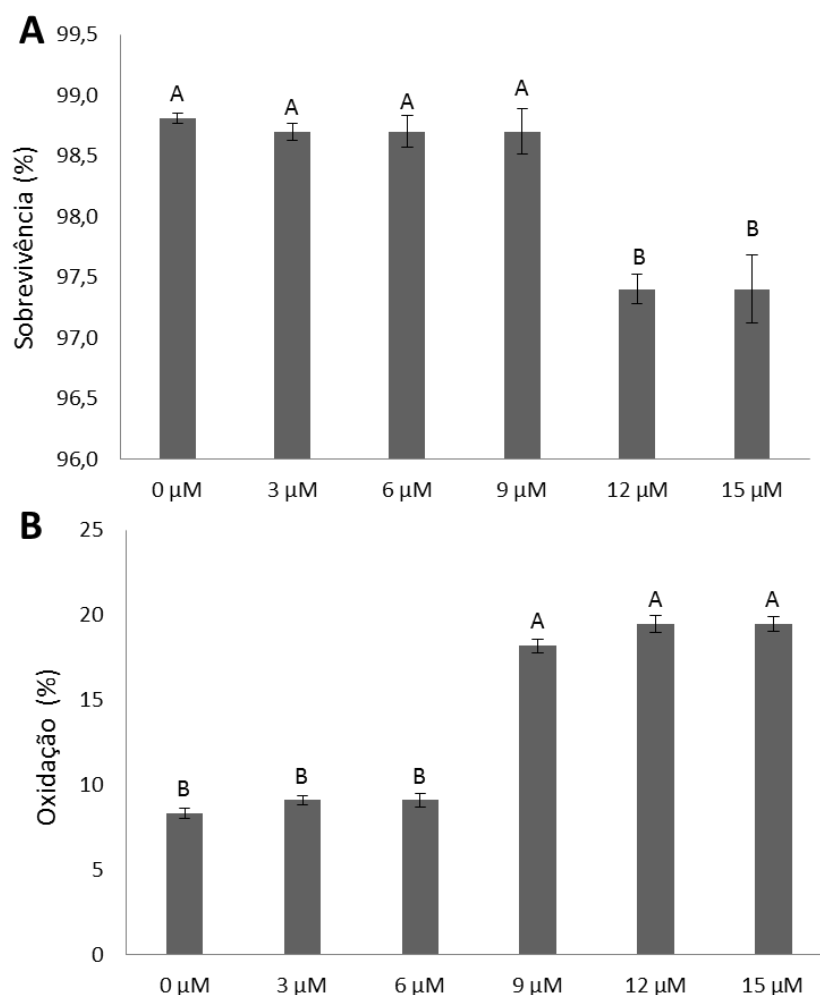 A
Sobrevivência (%)
99,5
99,0
98,5
98,0
97,5
97,0
96,5
96,0
A
A
A
A
B
B
0 µM 3 µM 6 µM 9 µM 12 µM 15 µM
B
Oxidação (%)
25
20
15
10
5
0
B
B
B
A
A
A
0 µM 3 µM 6 µM 9 µM 12 µM 15 µM